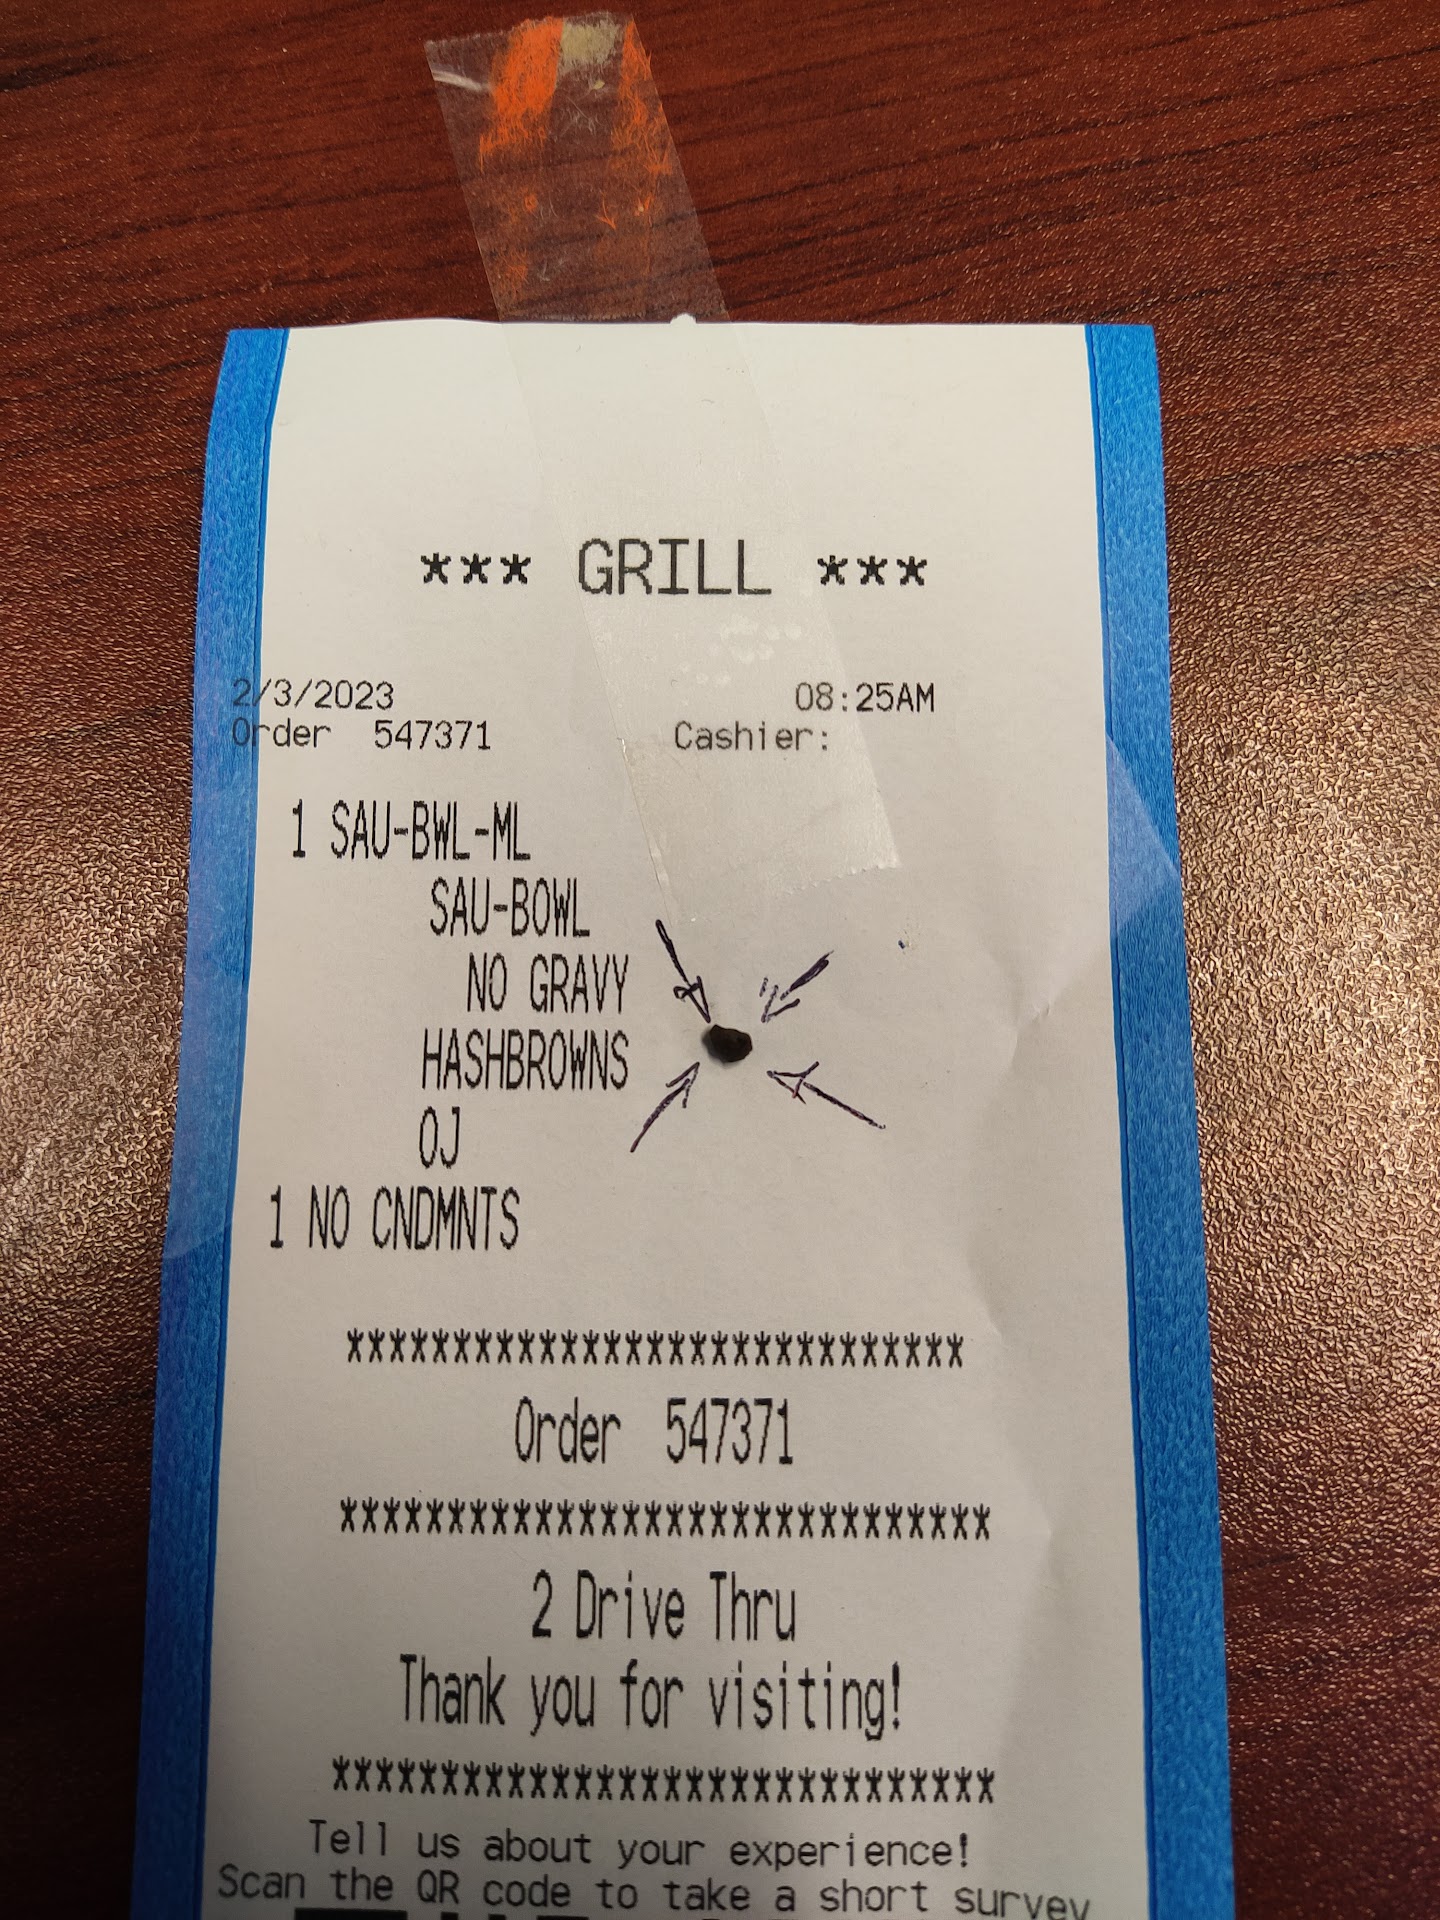 *** GRILL ***
2/3/2023 08:25AM
Order 547371 Cashier:
1 SAU-BWL-ML
SAU-BOWL
NO GRAVY
HASHBROWNS
OJ
1 NO CNDMNTS
*****************************
Order 547371
*******************************
2 Drive Thru
Thank you for visiting!
*******************************
Tell us about your experience!
Scan the QR code to take a short survey